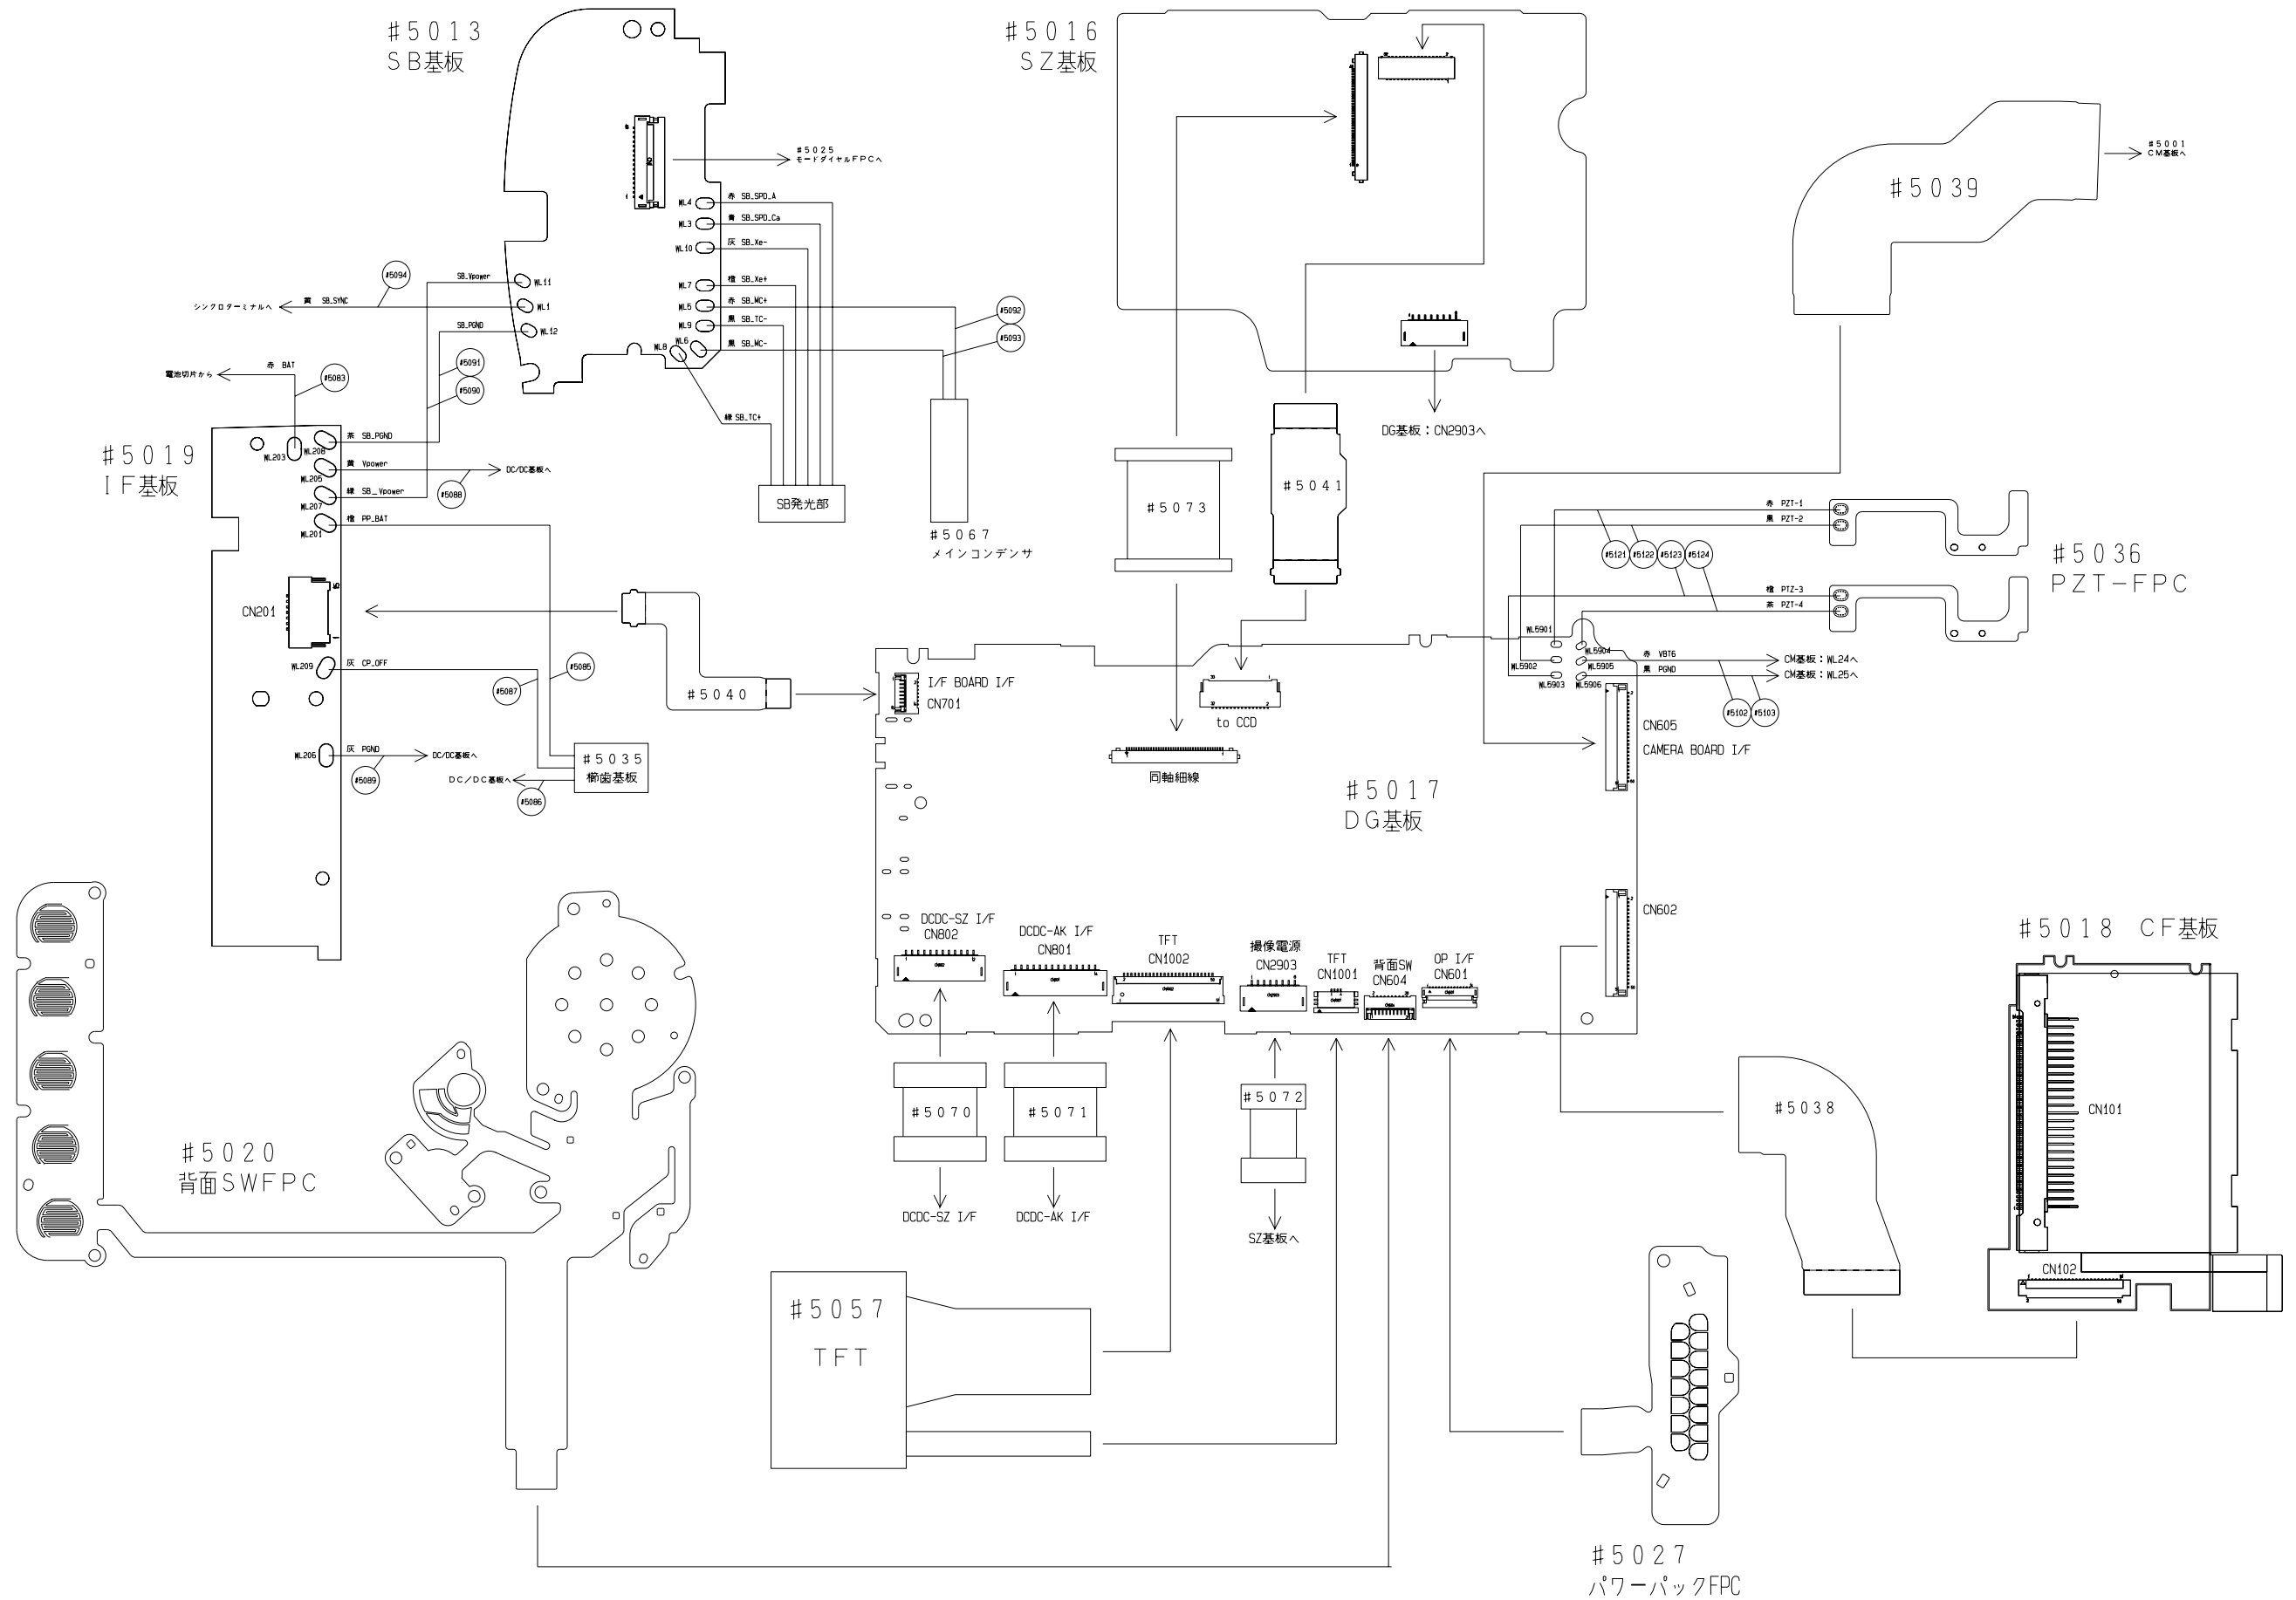 #5013
SB基板
#5016
SZ基板
#5025
モードダイヤルFPCへ
#5001
CM基板へ
#5039
WL4 赤 SB_SPD_A
WL3 青 SB_SPD_Ca
WL10 灰 SB_Xe-
WL7 橙 SB_Xe+
WL5 赤 SB_MC+
WL9 黒 SB_TC-
WL6 黒 SB_MC-
WL8
緑 SB_TC+
#5094
SB_Vpower
WL11
シンクロターミナルへ
黄 SB_SYNC
WL1
SB_PGND
WL12
#5092
#5093
#5091
#5090
電池切片から
赤 BAT
#5083
DG基板：CN2903へ
#5019
IF基板
WL203
WL208
茶 SB_PGND
WL205
黄 Vpower
DC/DC基板へ
#5088
WL207
緑 SB_Vpower
WL201
橙 PP_BAT
SB発光部
#5067
メインコンデンサ
#5073
#5041
赤 PZT-1
黒 PZT-2
#5121
#5122
#5123
#5124
#5036
PZT-FPC
橙 PTZ-3
茶 PZT-4
CN201
WL209
灰 CP_OFF
#5087
#5085
#5040
I/F BOARD I/F
CN701
to CCD
WL5901
WL5902
WL5903
WL5904
WL5905
WL5906
赤 VBT6
黒 PGND
CM基板：WL24へ
CM基板：WL25へ
#5102
#5103
CN605
CAMERA BOARD I/F
WL206
灰 PGND
DC/DC基板へ
#5089
DC/DC基板へ
#5086
#5035
櫛歯基板
同軸細線
#5017
DG基板
DCDC-SZ I/F
CN802
DCDC-AK I/F
CN801
TFT
CN1002
撮像電源
CN2903
TFT
CN1001
背面SW
CN604
OP I/F
CN601
CN602
#5018 CF基板
#5020
背面SWFPC
#5070
#5071
#5072
#5038
CN101
DCDC-SZ I/F
DCDC-AK I/F
SZ基板へ
CN102
#5057
TFT
#5027
パワーパックFPC